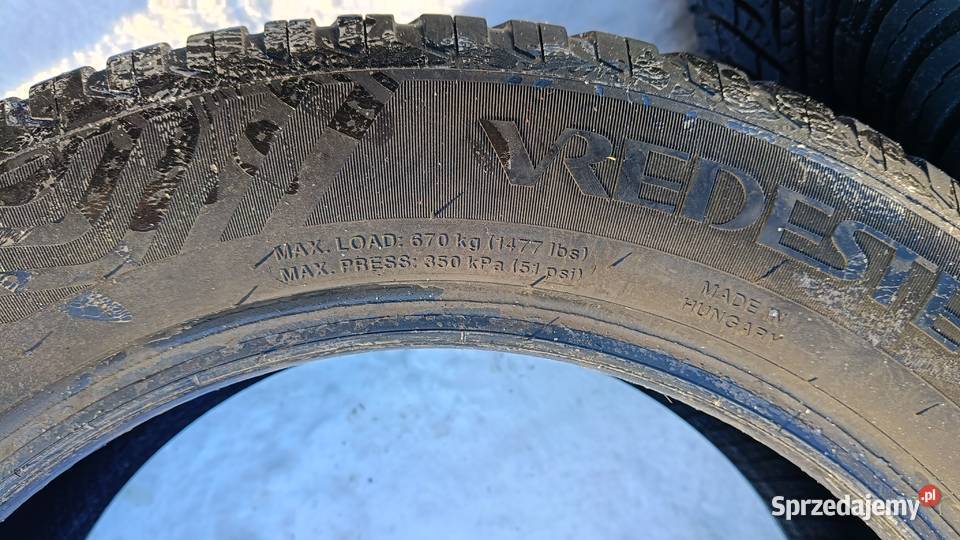 VREDESTE
MAX. LOAD: 670 kg (1477 lbs)
MAX. PRESS: 350 kPa (51 psi)
MADE IN
HUNGARY
Sprzedajemy.pl